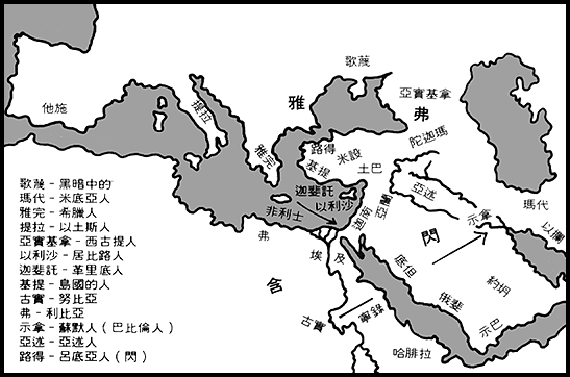 歌蔑
亞實基拿
雅
弗
他施
提拉
陀迦瑪
路得
米設
基提
土巴
雅完
亞述
亞蘭
瑪代
迦斐託
以利沙
非利士
迦南
示拿
以攔
弗
閃
埃及
底但
含
俄斐
古實
寧錄
示巴
哈腓拉
歌蔑－黑暗中的
瑪代－米底亞人
雅完－希臘人
提拉－以土斯人
亞實基拿－西古提人
以利沙－居比路人
迦斐託－革里底人
基提－島國的人
古實－努比亞
弗－利比亞
示拿－蘇默人（巴比倫人）
亞述－亞述人
路得－呂底亞人（閃）